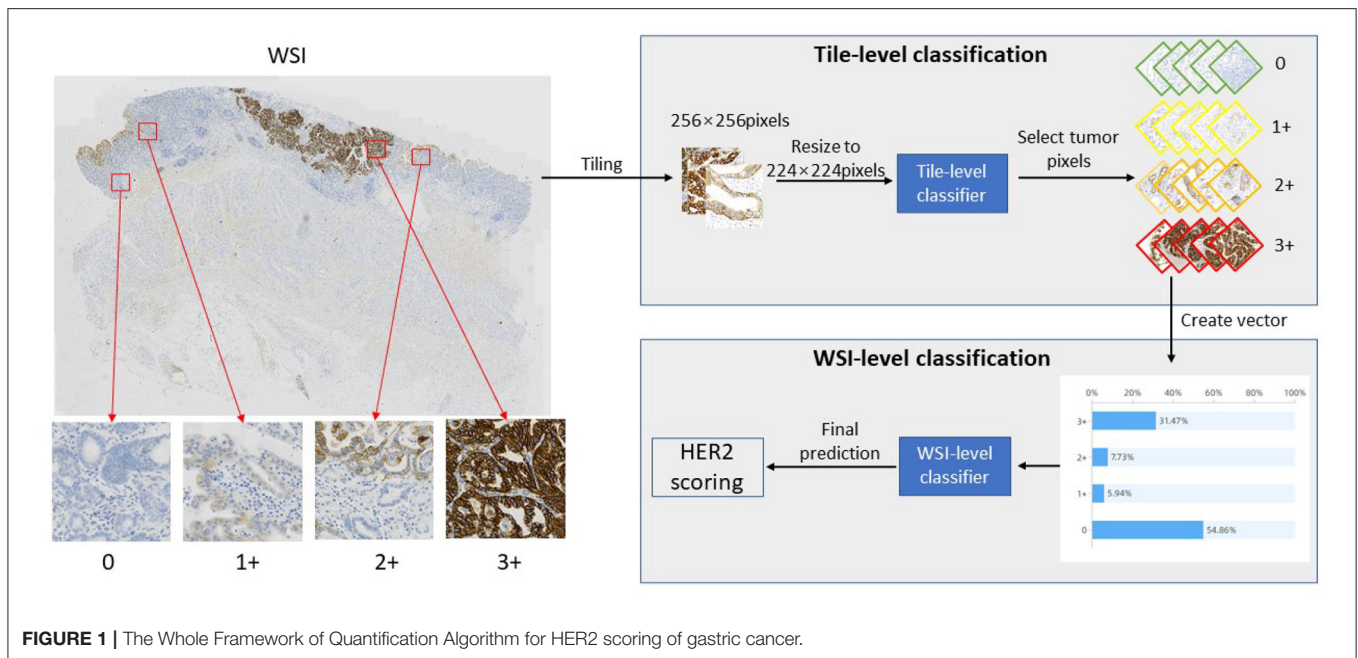 WSI
0
1+
2+
3+
Tiling
Tile-level classification
256×256pixels
Resize to
224×224pixels
Tile-level
classifier
Select tumor
pixels
0
1+
2+
3+
Create vector
WSI-level classification
0%
20%
40%
60%
80%
100%
3+
31.47%
2+
7.73%
1+
5.94%
0
54.86%
WSI-level
classifier
Final
prediction
HER2
scoring
FIGURE 1 | The Whole Framework of Quantification Algorithm for HER2 scoring of gastric cancer.